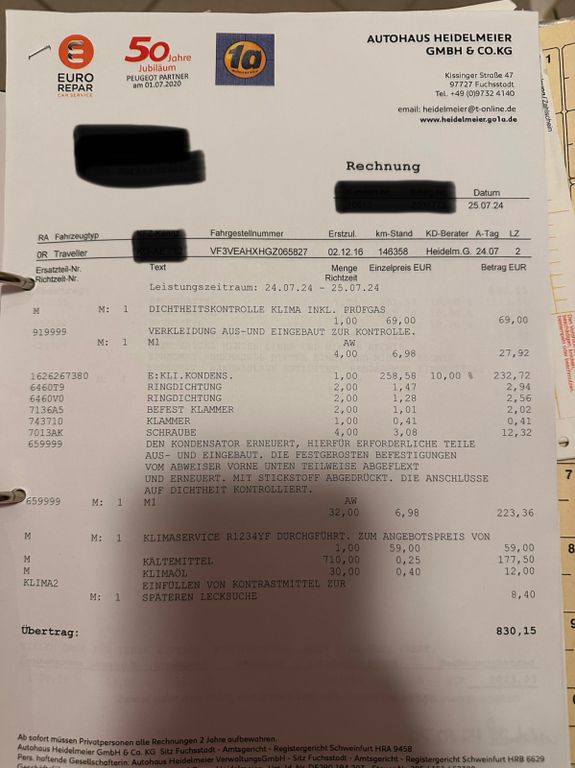 AUTOHAUS HEIDELMEIER
GMBH & CO.KG
EURO
REPAR
CAR SERVICE
50 Jahre
Jubiläum
PEUGEOT PARTNER
am 01.07.2020
1a
Kissinger Straße 47
97727 Fuchsstadt
Tel. +49 (0)9732 4140
email: heidelmeier@t-online.de
www.heidelmeier.go1a.de
Rechnung
Datum
25.07.24
RA Fahrzeugtyp Fahrgestellnummer Erstzul. km-Stand KD-Berater A-Tag LZ
0R Traveller VF3VEAHXHGZ065827 02.12.16 146358 Heidelm.G. 24.07 2
Ersatzteil-Nr. Text Menge Einzelpreis EUR Betrag EUR
Richtzeit-Nr. Richtzeit
Leistungszeitraum: 24.07.24 - 25.07.24
M M: 1 DICHTHEITSKONTROLLE KLIMA INKL. PRÜFGAS
1,00 69,00 69,00
919999 VERKLEIDUNG AUS-UND EINGEBAUT ZUR KONTROLLE.
M: 1 M1 AW
4,00 6,98 27,92
1626267380 E:KLI.KONDENS. 1,00 258,58 10,00 % 232,72
6460T9 RINGDICHTUNG 2,00 1,47 2,94
6460V0 RINGDICHTUNG 2,00 1,28 2,56
7136A5 BEFEST KLAMMER 2,00 1,01 2,02
743710 KLAMMER 1,00 0,41 0,41
7013AK SCHRAUBE 4,00 3,08 12,32
659999 DEN KONDENSATOR ERNEUERT, HIERFÜR ERFORDERLICHE TEILE
AUS- UND EINGEBAUT. DIE FESTGEROSTEN BEFESTIGUNGEN
VOM ABWEISER VORNE UNTEN TEILWEISE ABGEFLEXT
UND ERNEUERT. MIT STICKSTOFF ABGEDRÜCKT. DIE ANSCHLÜSSE
AUF DICHTHEIT KONTROLLIERT.
659999 M: 1 M1 AW
32,00 6,98 223,36
M M: 1 KLIMASERVICE R1234YF DURCHGEFÜHRT. ZUM ANGEBOTSPREIS VON
1,00 59,00 59,00
M KÄLTEMITTEL 710,00 0,25 177,50
M KLIMAÖL 30,00 0,40 12,00
KLIMA2 EINFÜLLEN VON KONTRASTMITTEL ZUR
M: 1 SPÄTEREN LECKSUCHE 8,40
Übertrag: 830,15
Ab sofort müssen Privatpersonen alle Rechnungen 2 Jahre aufbewahren.
Autohaus Heidelmeier GmbH & Co. KG Sitz Fuchsstadt - Amtsgericht - Registergericht Schweinfurt HRA 9458
Pers. haftende Gesellschafterin: Autohaus Heidelmeier VerwaltungsGmbH - Sitz Fuchsstadt - Amtsgericht - Registergericht Schweinfurt HRB 6629